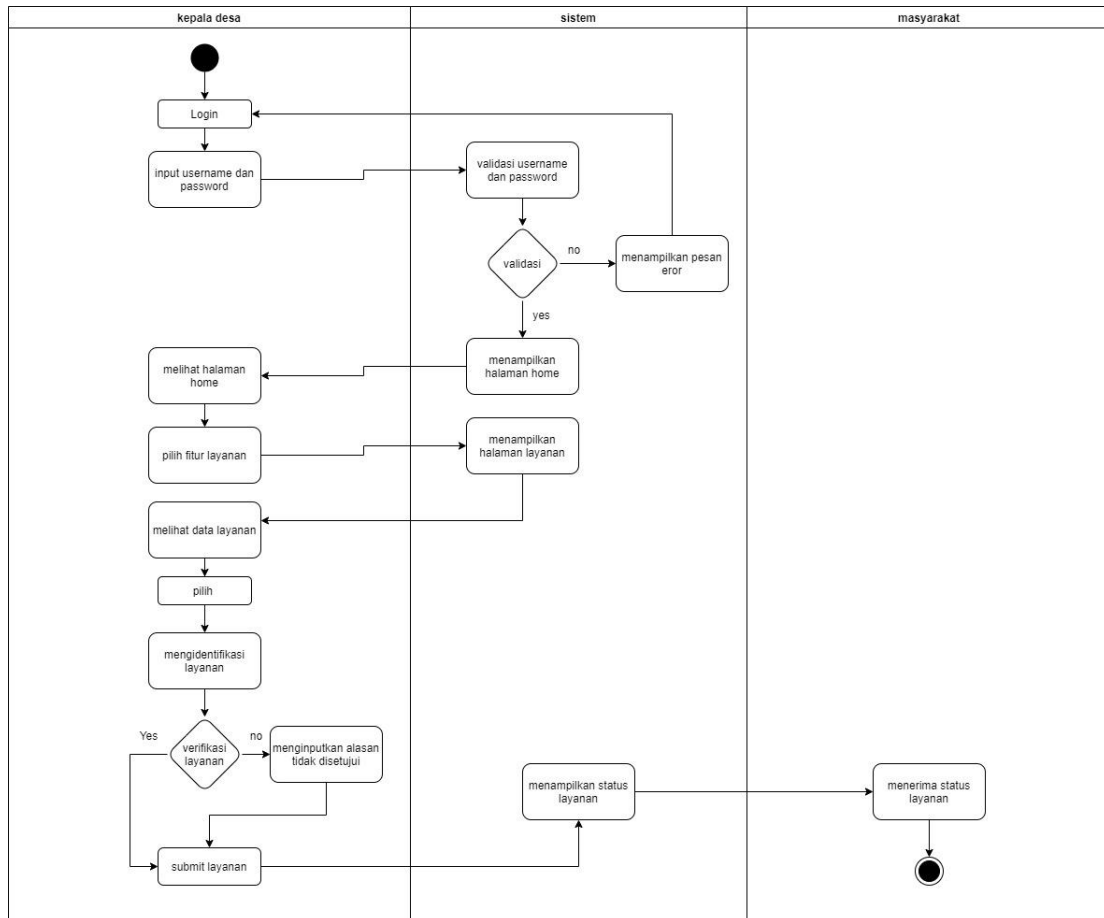 kepala desa
sistem
masyarakat
Login
input username dan
password
validasi username
dan password
validasi
no
menampilkan pesan
eror
yes
menampilkan
halaman home
melihat halaman
home
pilih fitur layanan
menampilkan
halaman layanan
melihat data layanan
pilih
mengidentifikasi
layanan
Yes
verifikasi
layanan
no
menginputkan alasan
tidak disetujui
submit layanan
menampilkan status
layanan
menerima status
layanan